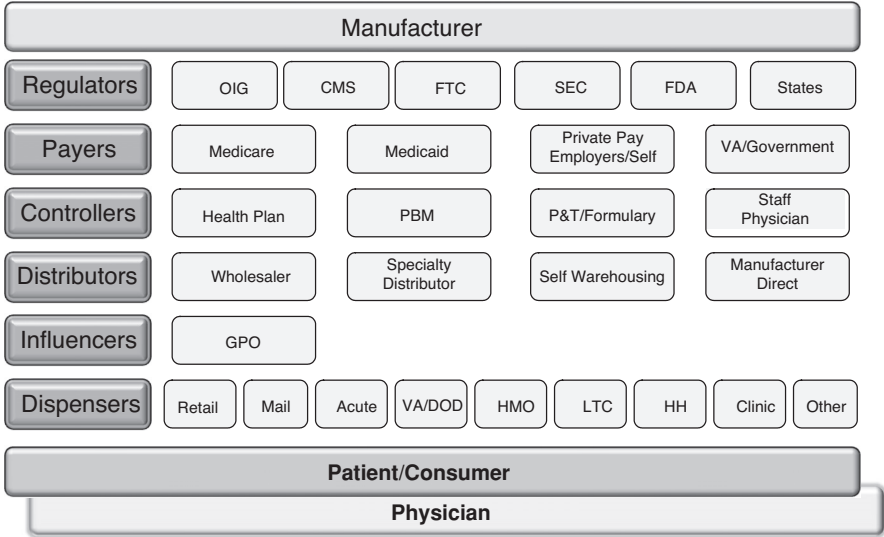 Manufacturer
Regulators
OIG
CMS
FTC
SEC
FDA
States
Payers
Medicare
Medicaid
Private Pay
Employers/Self
VA/Government
Controllers
Health Plan
PBM
P&T/Formulary
Staff
Physician
Distributors
Wholesaler
Specialty
Distributor
Self Warehousing
Manufacturer
Direct
Influencers
GPO
Dispensers
Retail
Mail
Acute
VA/DOD
HMO
LTC
HH
Clinic
Other
Patient/Consumer
Physician